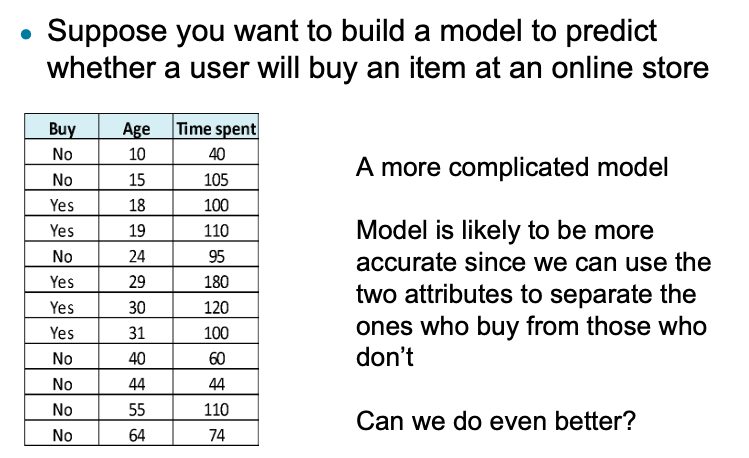 • Suppose you want to build a model to predict
whether a user will buy an item at an online store
Buy Age Time spent
No 10 40
No 15 105
Yes 18 100
Yes 19 110
No 24 95
Yes 29 180
Yes 30 120
Yes 31 100
No 40 60
No 44 44
No 55 110
No 64 74
A more complicated model
Model is likely to be more
accurate since we can use the
two attributes to separate the
ones who buy from those who
don’t
Can we do even better?